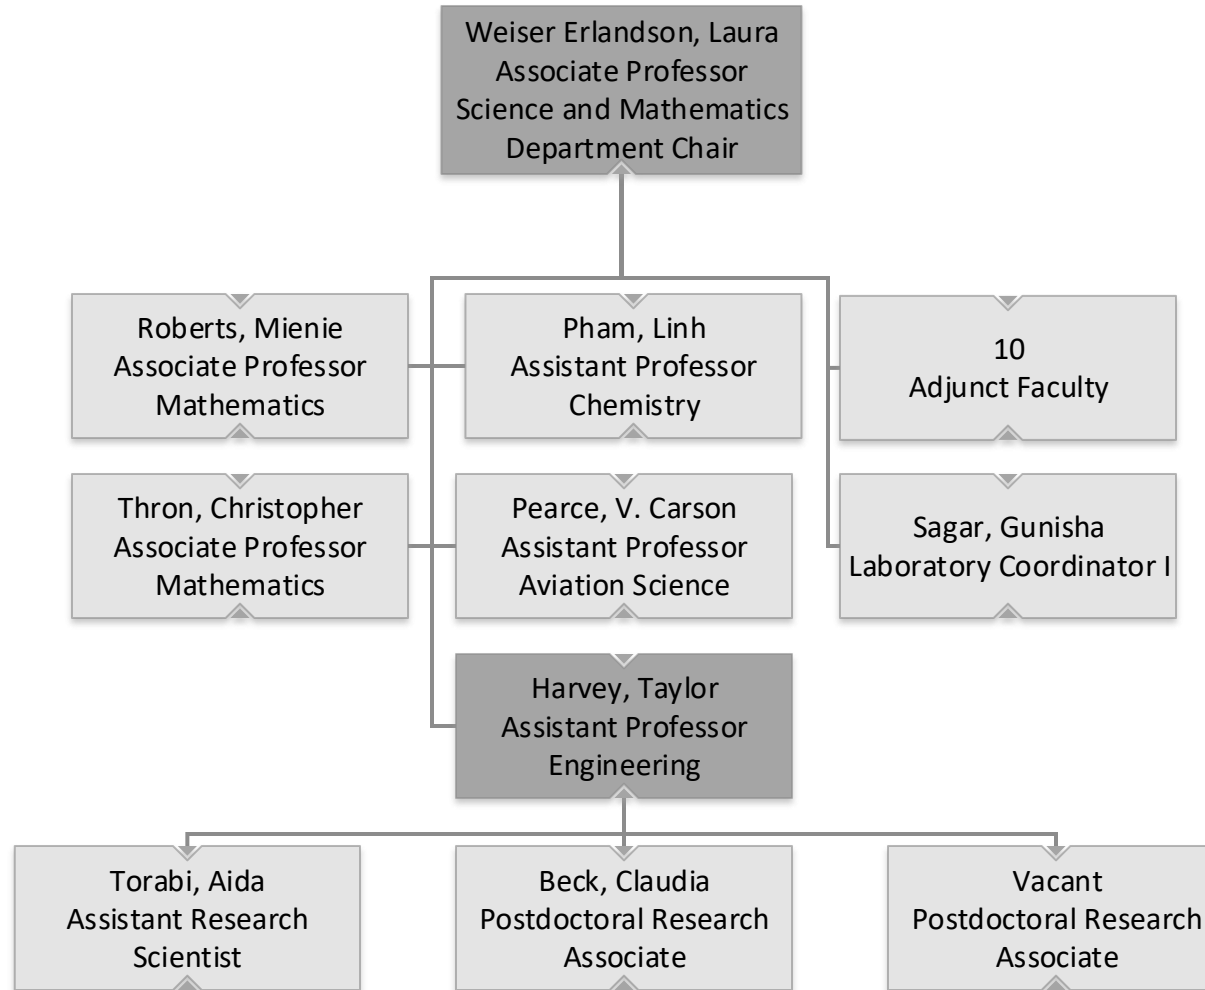 Weiser Erlandson, Laura
Associate Professor
Science and Mathematics
Department Chair
Roberts, Mienie
Associate Professor
Mathematics
Pham, Linh
Assistant Professor
Chemistry
10
Adjunct Faculty
Thron, Christopher
Associate Professor
Mathematics
Pearce, V. Carson
Assistant Professor
Aviation Science
Sagar, Gunisha
Laboratory Coordinator I
Harvey, Taylor
Assistant Professor
Engineering
Torabi, Aida
Assistant Research
Scientist
Beck, Claudia
Postdoctoral Research
Associate
Vacant
Postdoctoral Research
Associate